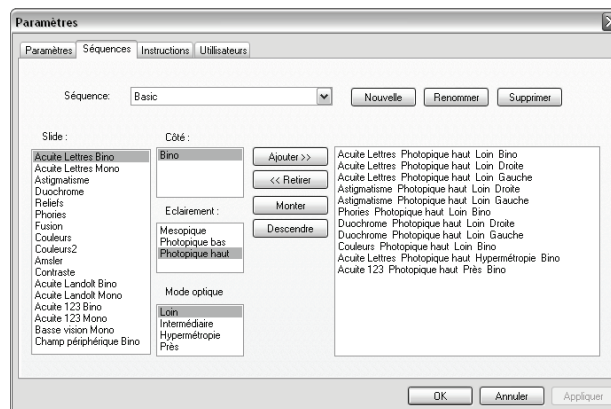 Paramètres
Paramètres Séquences Instructions Utilisateurs
Séquence: Basic Nouvelle Renommer Supprimer
Slide :
Acuite Lettres Bino
Acuite Lettres Mono
Astigmatisme
Duochrome
Reliefs
Phories
Fusion
Couleurs
Couleurs2
Amsler
Contraste
Acuite Landolt Bino
Acuite Landolt Mono
Acuite 123 Bino
Acuite 123 Mono
Basse vision Mono
Champ périphérique Bino
Côté :
Bino
Eclairement :
Mesopique
Photopique bas
Photopique haut
Mode optique
Loin
Intermédiaire
Hypermétropie
Près
Ajouter >>
<< Retirer
Monter
Descendre
Acuite Lettres Photopique haut Loin Bino
Acuite Lettres Photopique haut Loin Droite
Acuite Lettres Photopique haut Loin Gauche
Astigmatisme Photopique haut Loin Droite
Astigmatisme Photopique haut Loin Gauche
Phories Photopique haut Loin Bino
Duochrome Photopique haut Loin Droite
Duochrome Photopique haut Loin Gauche
Couleurs Photopique haut Loin Bino
Acuite Lettres Photopique haut Hypermétropie Bino
Acuite 123 Photopique haut Près Bino
OK Annuler Appliquer